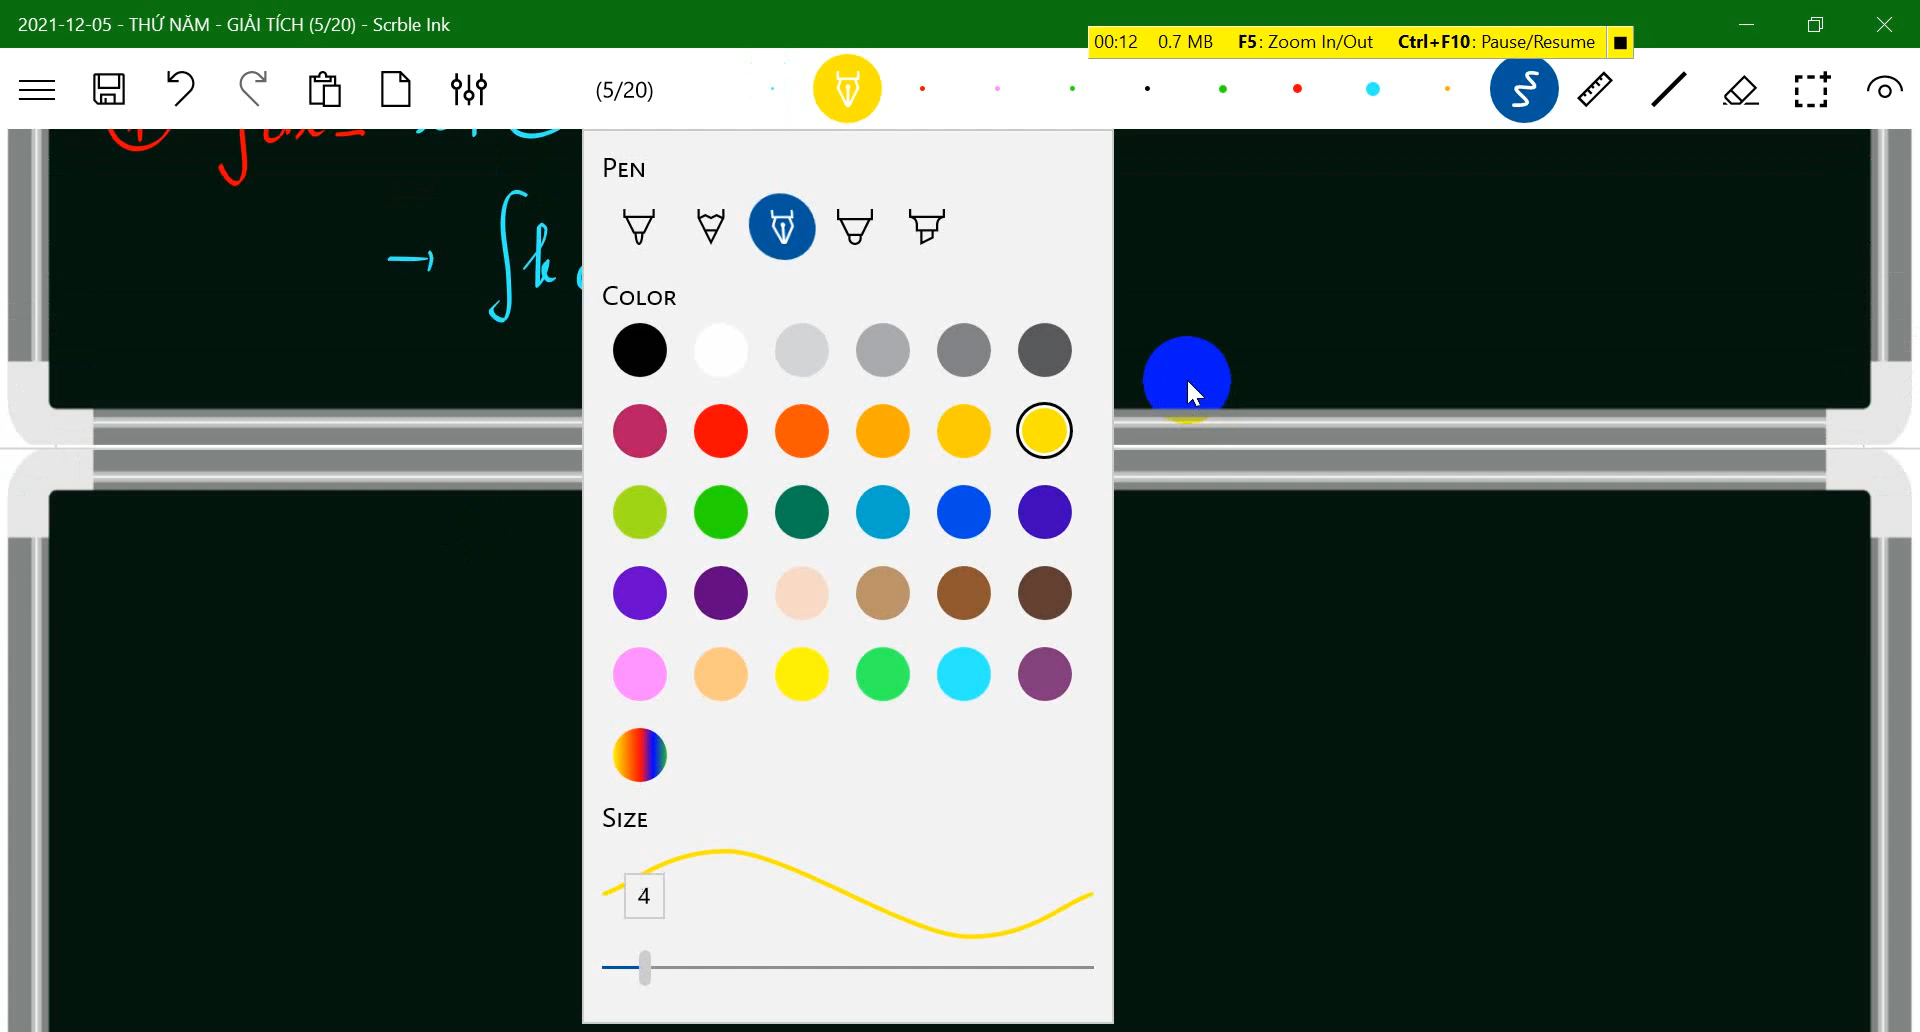 2021-12-05 - THỨ NĂM - GIẢI TÍCH (5/20) - Scrble Ink
00:12 0.7 MB F5: Zoom In/Out Ctrl+F10: Pause/Resume
(5/20)
PEN
→ ∫k
COLOR
SIZE
4